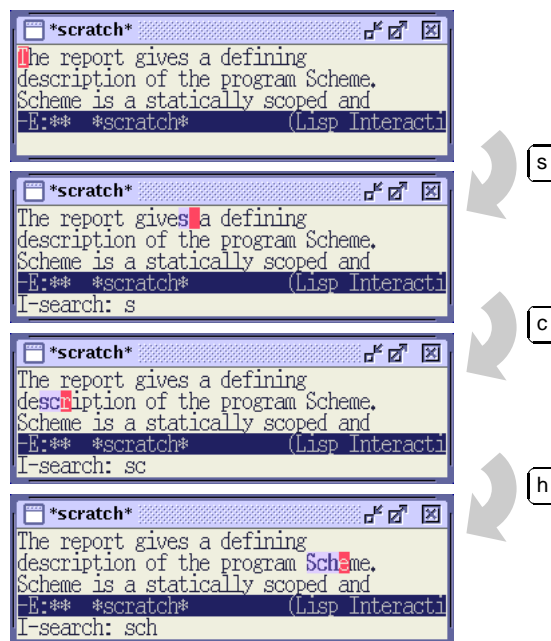 *scratch*
The report gives a defining
description of the program Scheme.
Scheme is a statically scoped and
-E:** *scratch* (Lisp Interacti
s
*scratch*
The report gives a defining
description of the program Scheme.
Scheme is a statically scoped and
-E:** *scratch* (Lisp Interacti
I-search: s
c
*scratch*
The report gives a defining
description of the program Scheme.
Scheme is a statically scoped and
-E:** *scratch* (Lisp Interacti
I-search: sc
h
*scratch*
The report gives a defining
description of the program Scheme.
Scheme is a statically scoped and
-E:** *scratch* (Lisp Interacti
I-search: sch